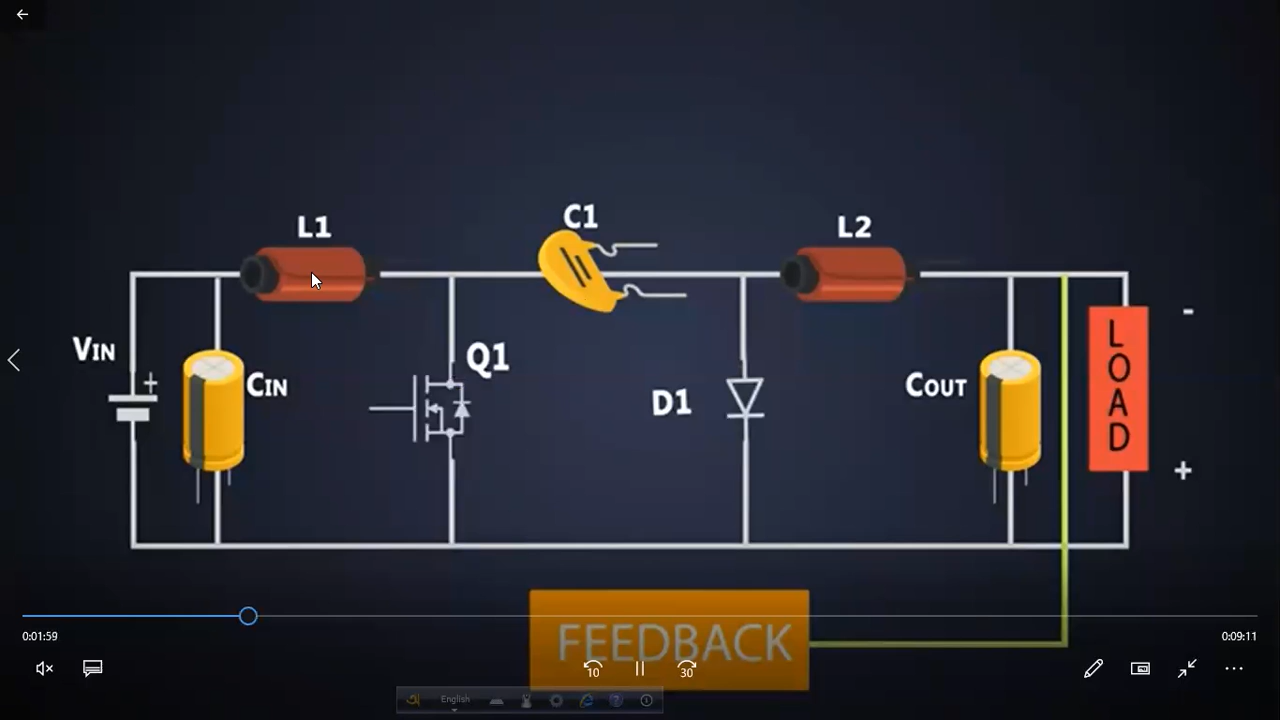 C1
L1
L2
VIN
+
CIN
Q1
D1
COUT
LOAD
-
+
FEEDBACK
0:01:59
0:09:11
10
30
English